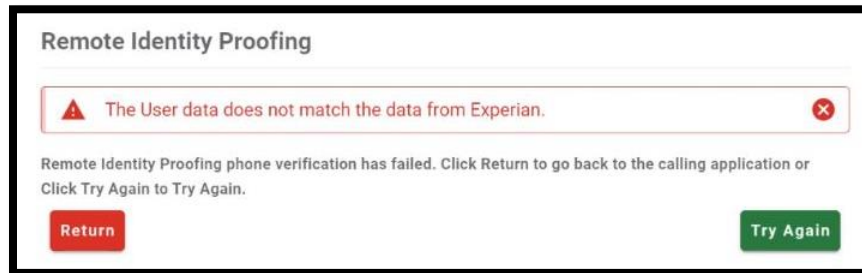 Remote Identity Proofing
The User data does not match the data from Experian.
Remote Identity Proofing phone verification has failed. Click Return to go back to the calling application or
Click Try Again to Try Again.
Return
Try Again